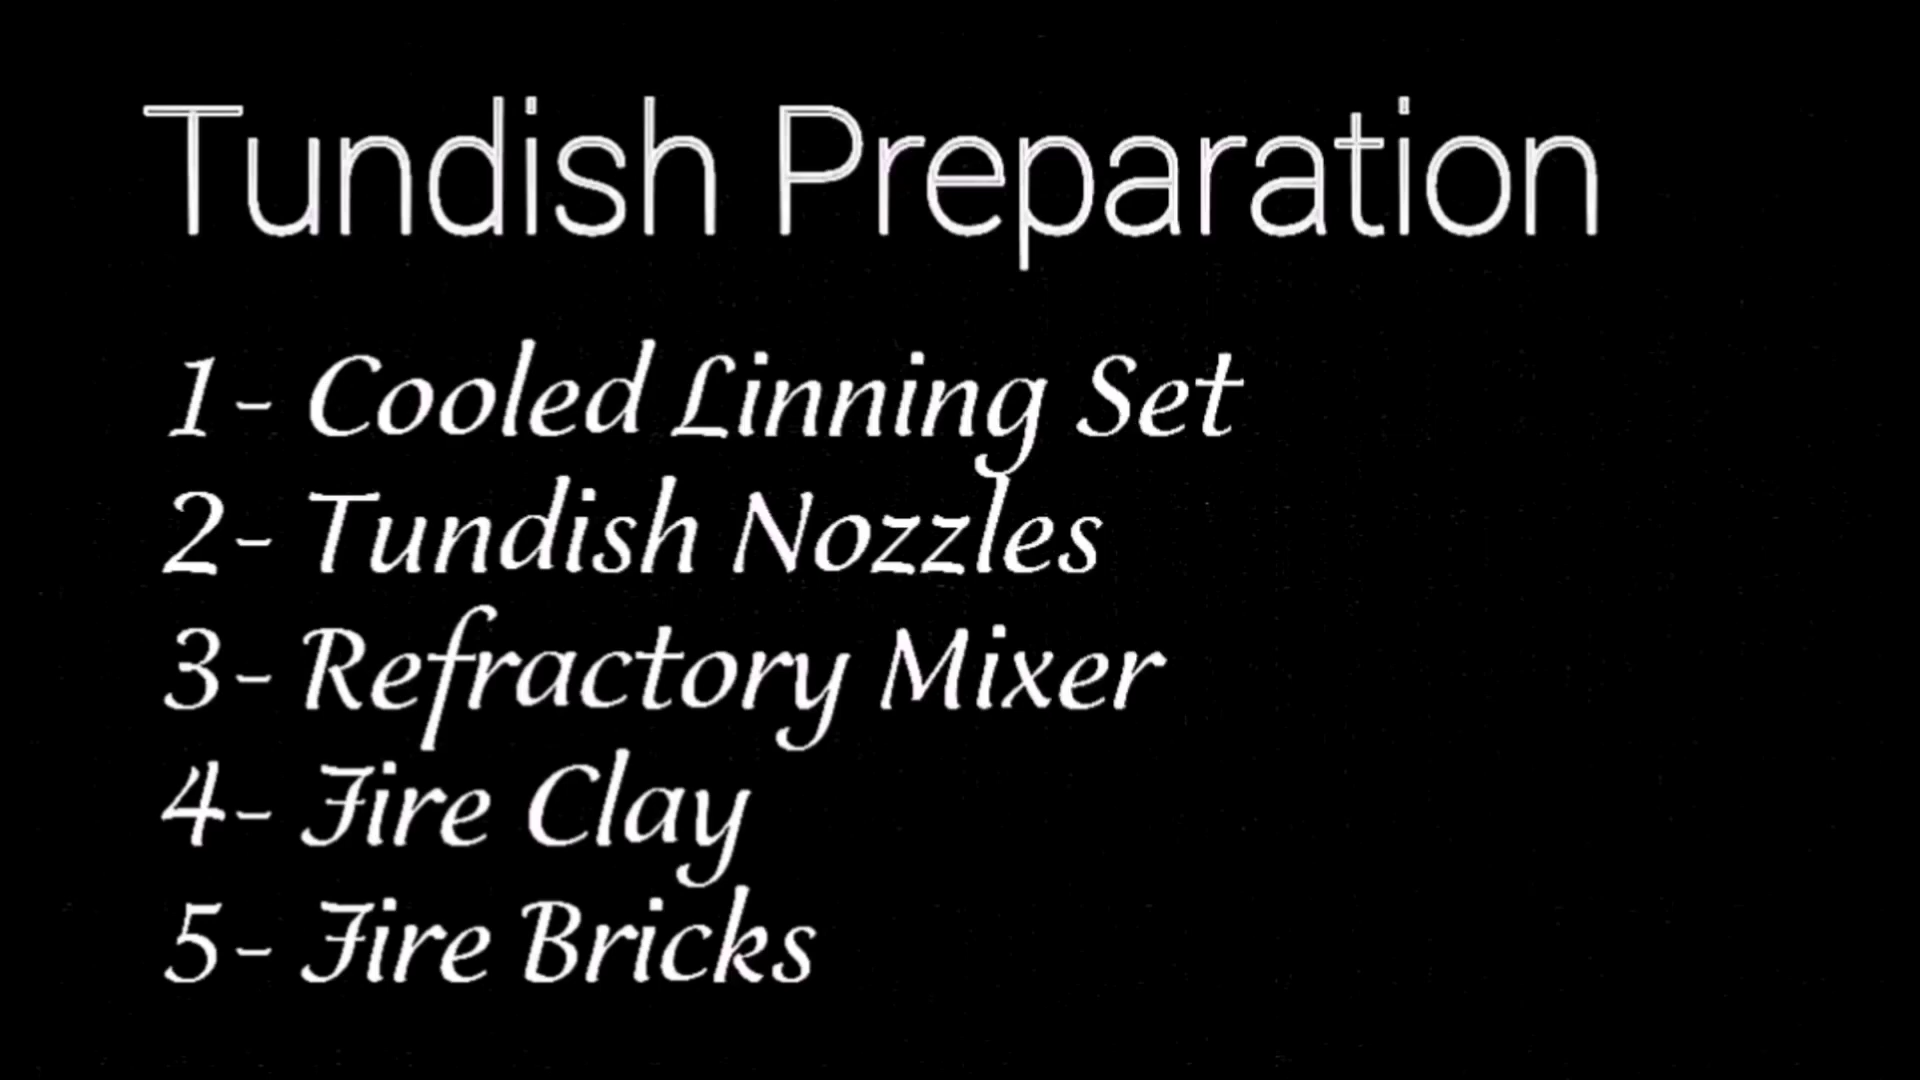 Tundish Preparation
1- Cooled Linning Set
2- Tundish Nozzles
3- Refractory Mixer
4- Fire Clay
5- Fire Bricks